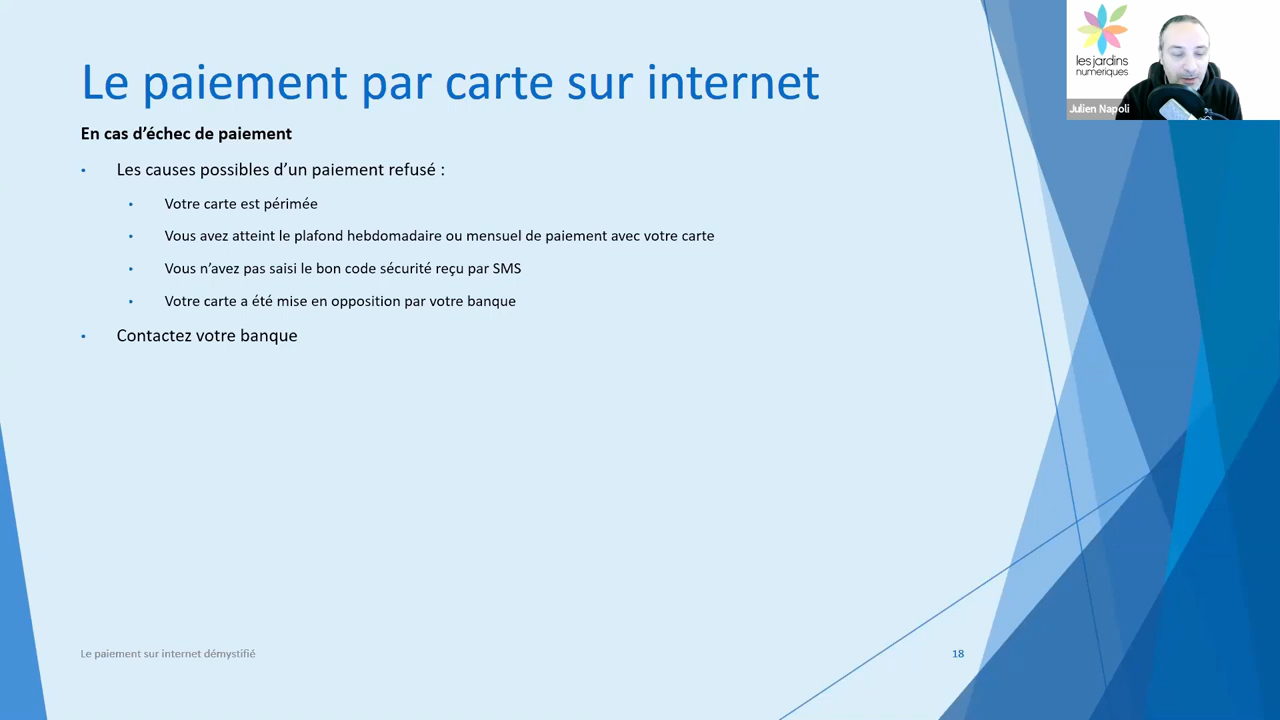 Le paiement par carte sur internet
les jardins
numeriques
Julien Napoli
En cas d’échec de paiement
• Les causes possibles d’un paiement refusé :
• Votre carte est périmée
• Vous avez atteint le plafond hebdomadaire ou mensuel de paiement avec votre carte
• Vous n’avez pas saisi le bon code sécurité reçu par SMS
• Votre carte a été mise en opposition par votre banque
• Contactez votre banque
Le paiement sur internet démystifié
18